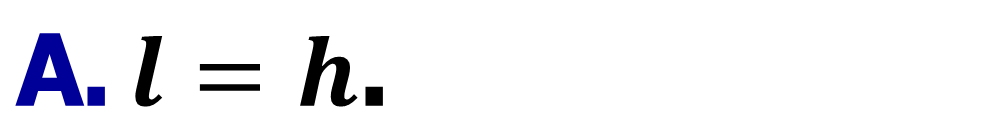 A. l = h.